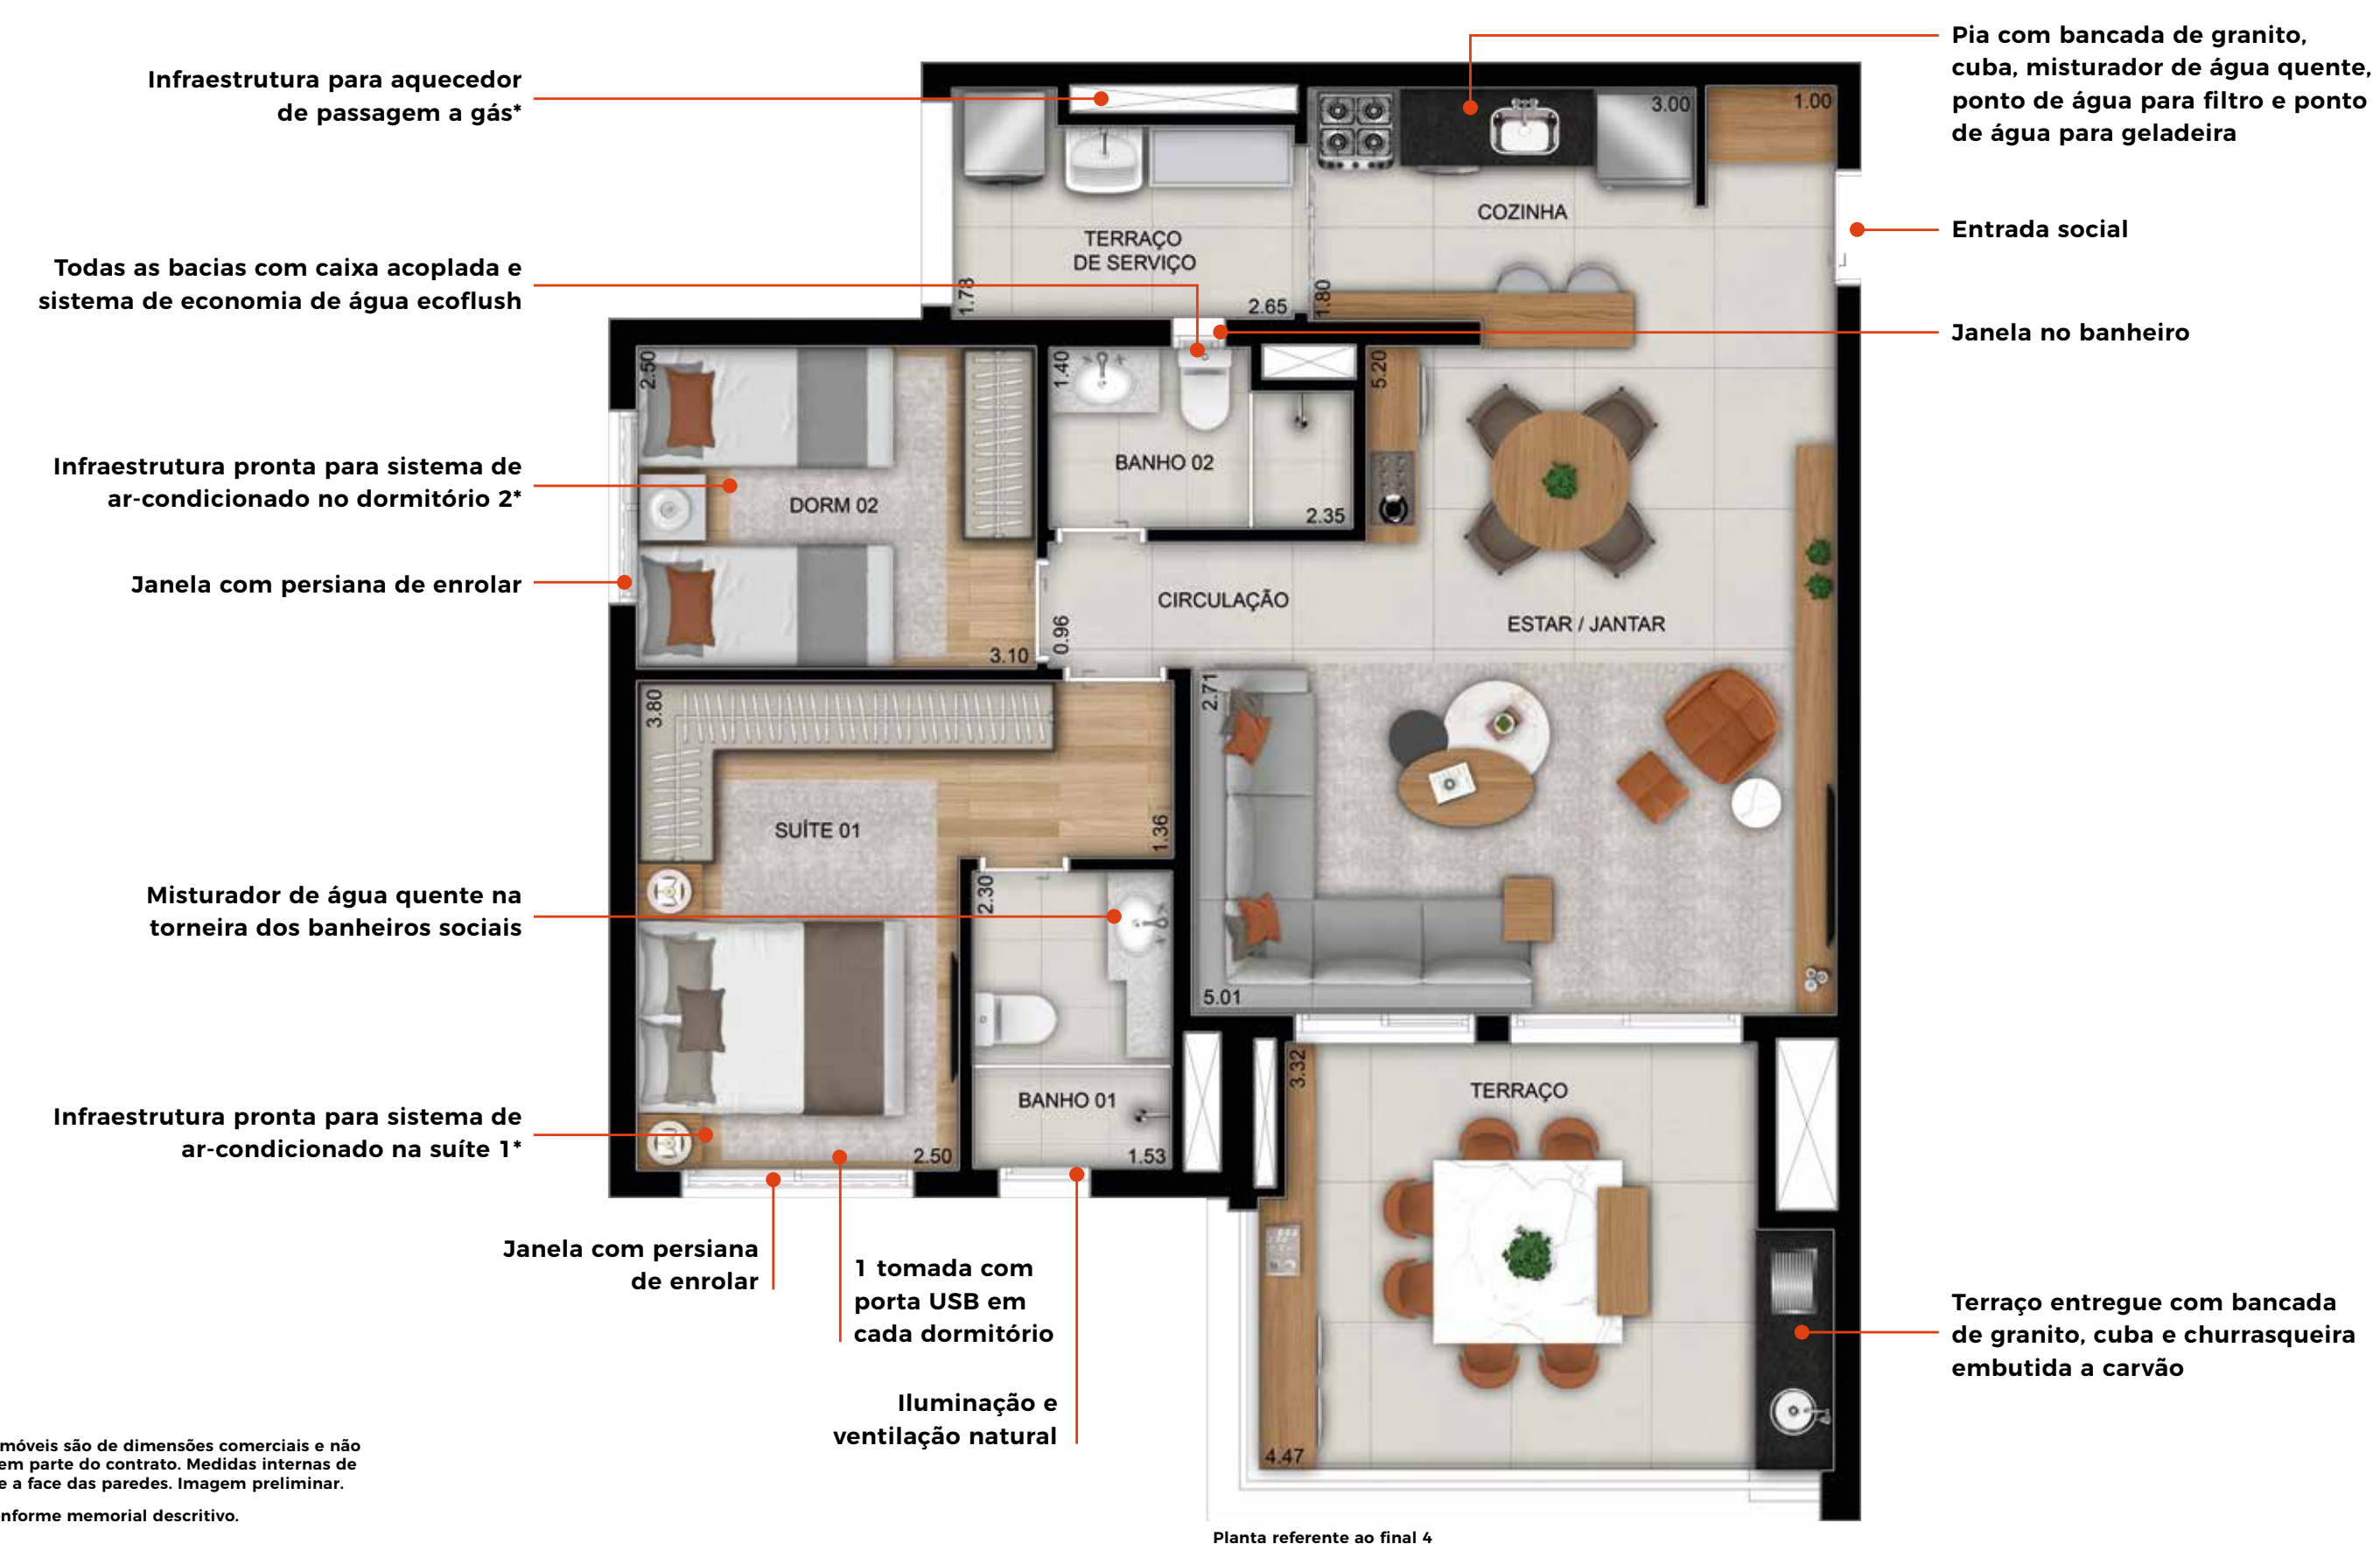 Infraestrutura para aquecedor
de passagem a gás*
Todas as bacias com caixa acoplada e
sistema de economia de água ecoflush
Infraestrutura pronta para sistema de
ar-condicionado no dormitório 2*
Janela com persiana de enrolar
Misturador de água quente na
torneira dos banheiros sociais
Infraestrutura pronta para sistema de
ar-condicionado na suíte 1*
Janela com persiana
de enrolar
1 tomada com
porta USB em
cada dormitório
Iluminação e
ventilação natural
Pia com bancada de granito,
cuba, misturador de água quente,
ponto de água para filtro e ponto
de água para geladeira
Entrada social
Janela no banheiro
Terraço entregue com bancada
de granito, cuba e churrasqueira
embutida a carvão
3.00
1.00
COZINHA
TERRAÇO
DE SERVIÇO
1.78
2.65
1.80
2.50
1.40
5.20
BANHO 02
DORM 02
2.35
CIRCULAÇÃO
0.96
ESTAR / JANTAR
3.10
3.80
2.71
SUÍTE 01
1.36
2.30
5.01
3.32
TERRAÇO
BANHO 01
2.50
1.53
4.47
móveis são de dimensões comerciais e não
em parte do contrato. Medidas internas de
e a face das paredes. Imagem preliminar.
nforme memorial descritivo.
Planta referente ao final 4